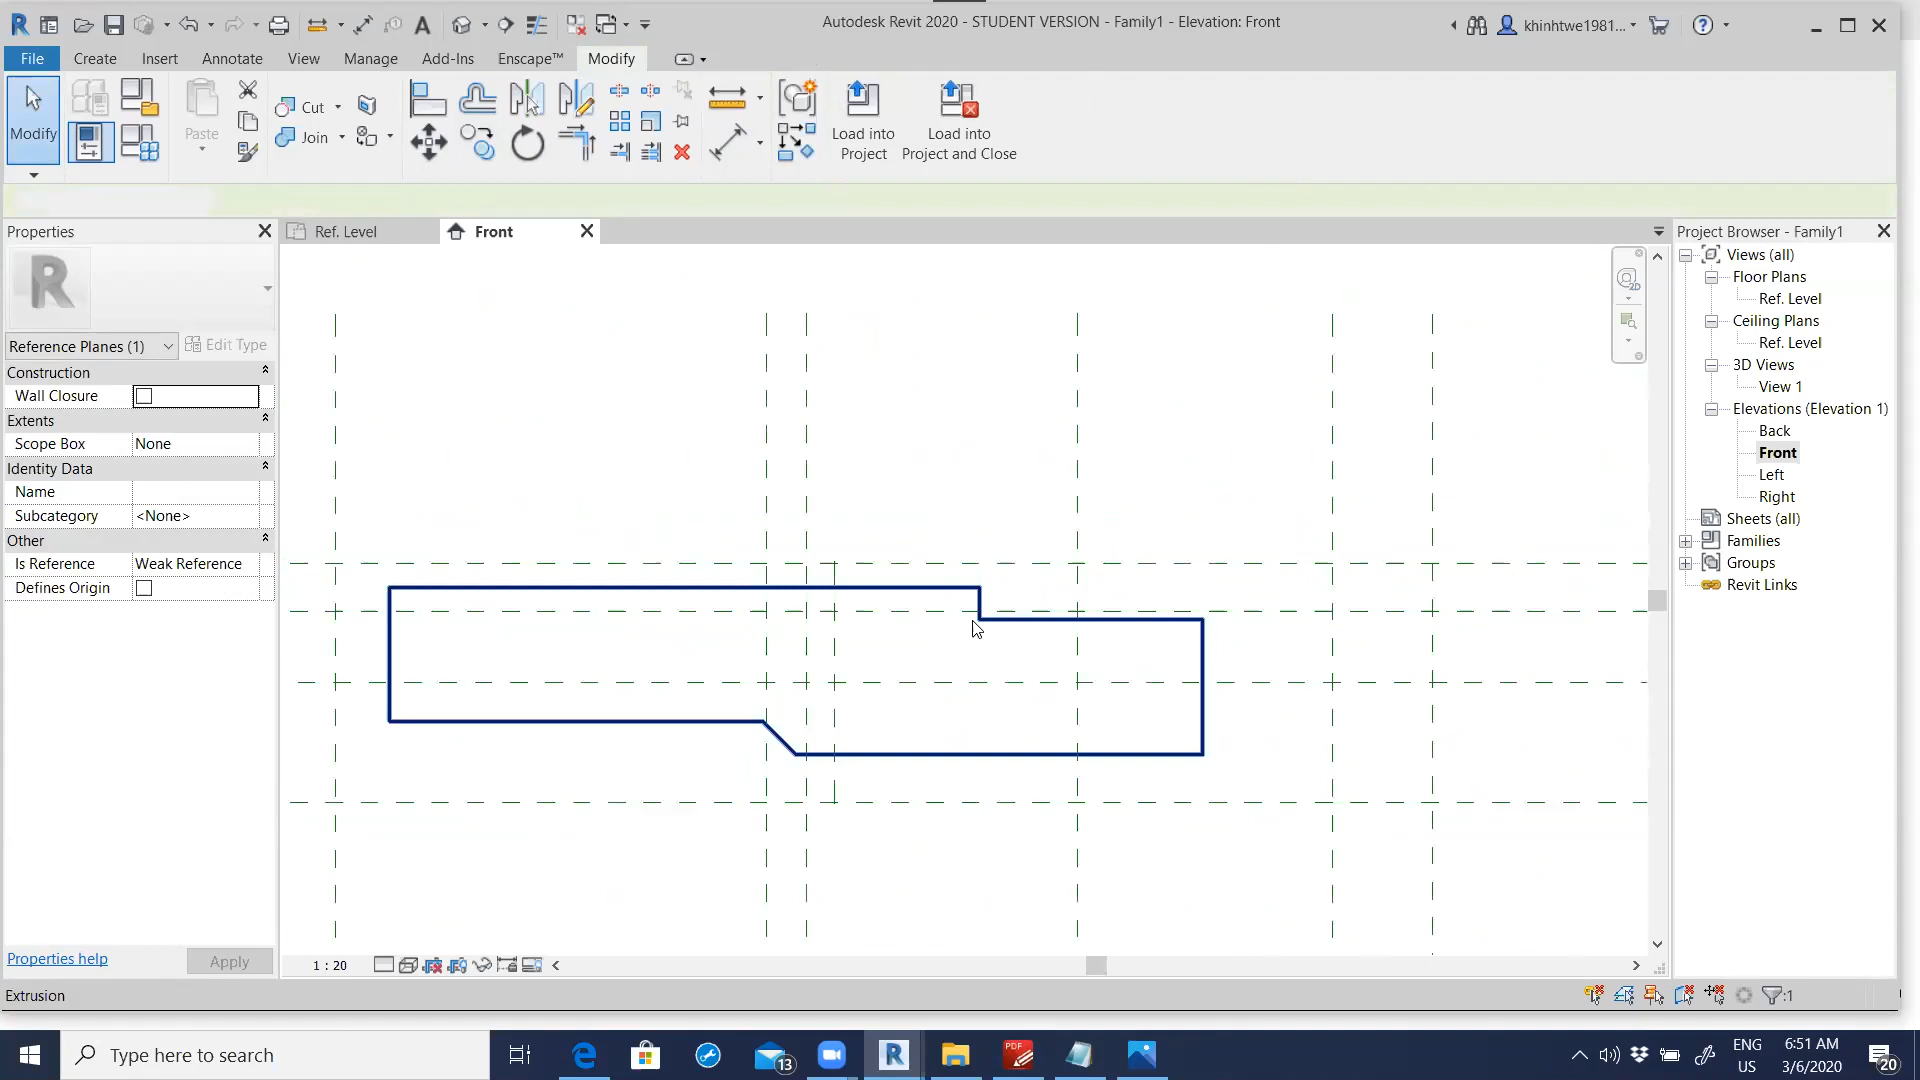 Autodesk Revit 2020 - STUDENT VERSION - Family1 - Elevation: Front
khinhtwe1981...
File Create Insert Annotate View Manage Add-Ins Enscape™ Modify
Modify
Paste
Cut
Join
Load into
Project
Load into
Project and Close
Properties
Ref. Level
Front
Project Browser - Family1
R
Reference Planes (1)
Edit Type
Construction
Wall Closure
Extents
Scope Box None
Identity Data
Name
Subcategory <None>
Other
Is Reference Weak Reference
Defines Origin
Properties help
Apply
2D
Views (all)
Floor Plans
Ref. Level
Ceiling Plans
Ref. Level
3D Views
View 1
Elevations (Elevation 1)
Back
Front
Left
Right
Sheets (all)
Families
Groups
Revit Links
1 : 20
Extrusion
:1
Type here to search
13
R
PDF
ENG
US
6:51 AM
3/6/2020
20